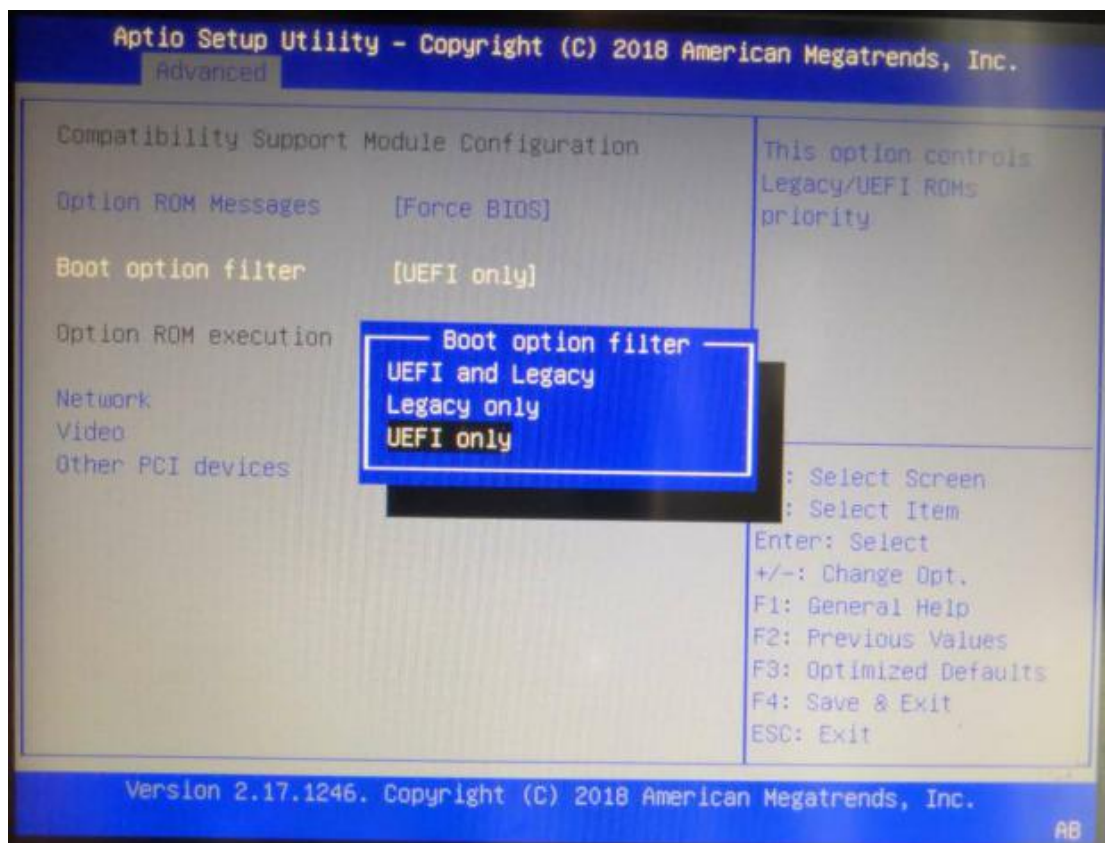 Aptio Setup Utility – Copyright (C) 2018 American Megatrends, Inc.
Advanced
Compatibility Support Module Configuration
Option ROM Messages [Force BIOS]
Boot option filter [UEFI only]
Option ROM execution
Network
Video
Other PCI devices
Boot option filter
UEFI and Legacy
Legacy only
UEFI only
This option controls
Legacy/UEFI ROMs
priority
: Select Screen
: Select Item
Enter: Select
+/-: Change Opt.
F1: General Help
F2: Previous Values
F3: Optimized Defaults
F4: Save & Exit
ESC: Exit
Version 2.17.1246. Copyright (C) 2018 American Megatrends, Inc.
AB